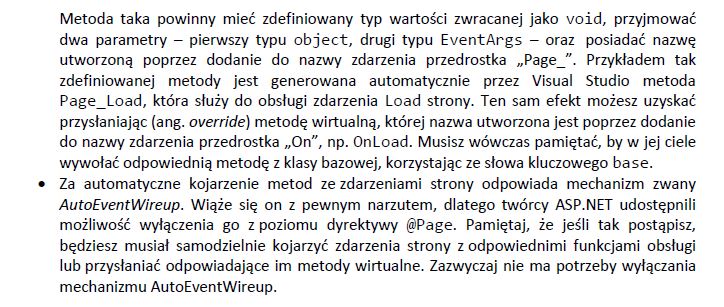 Metoda taka powinny mieć zdefiniowany typ wartości zwracanej jako void, przyjmować
dwa parametry – pierwszy typu object, drugi typu EventArgs – oraz posiadać nazwę
utworzoną poprzez dodanie do nazwy zdarzenia przedrostka „Page_”. Przykładem tak
zdefiniowanej metody jest generowana automatycznie przez Visual Studio metoda
Page_Load, która służy do obsługi zdarzenia Load strony. Ten sam efekt możesz uzyskać
przysłaniając (ang. override) metodę wirtualną, której nazwa utworzona jest poprzez dodanie
do nazwy zdarzenia przedrostka „On”, np. OnLoad. Musisz wówczas pamiętać, by w jej ciele
wywołać odpowiednią metodę z klasy bazowej, korzystając ze słowa kluczowego base.
• Za automatyczne kojarzenie metod ze zdarzeniami strony odpowiada mechanizm zwany
AutoEventWireup. Wiąże się on z pewnym narzutem, dlatego twórcy ASP.NET udostępnili
możliwość wyłączenia go z poziomu dyrektywy @Page. Pamiętaj, że jeśli tak postąpisz,
będziesz musiał samodzielnie kojarzyć zdarzenia strony z odpowiednimi funkcjami obsługi
lub przysłaniać odpowiadające im metody wirtualne. Zazwyczaj nie ma potrzeby wyłączania
mechanizmu AutoEventWireup.